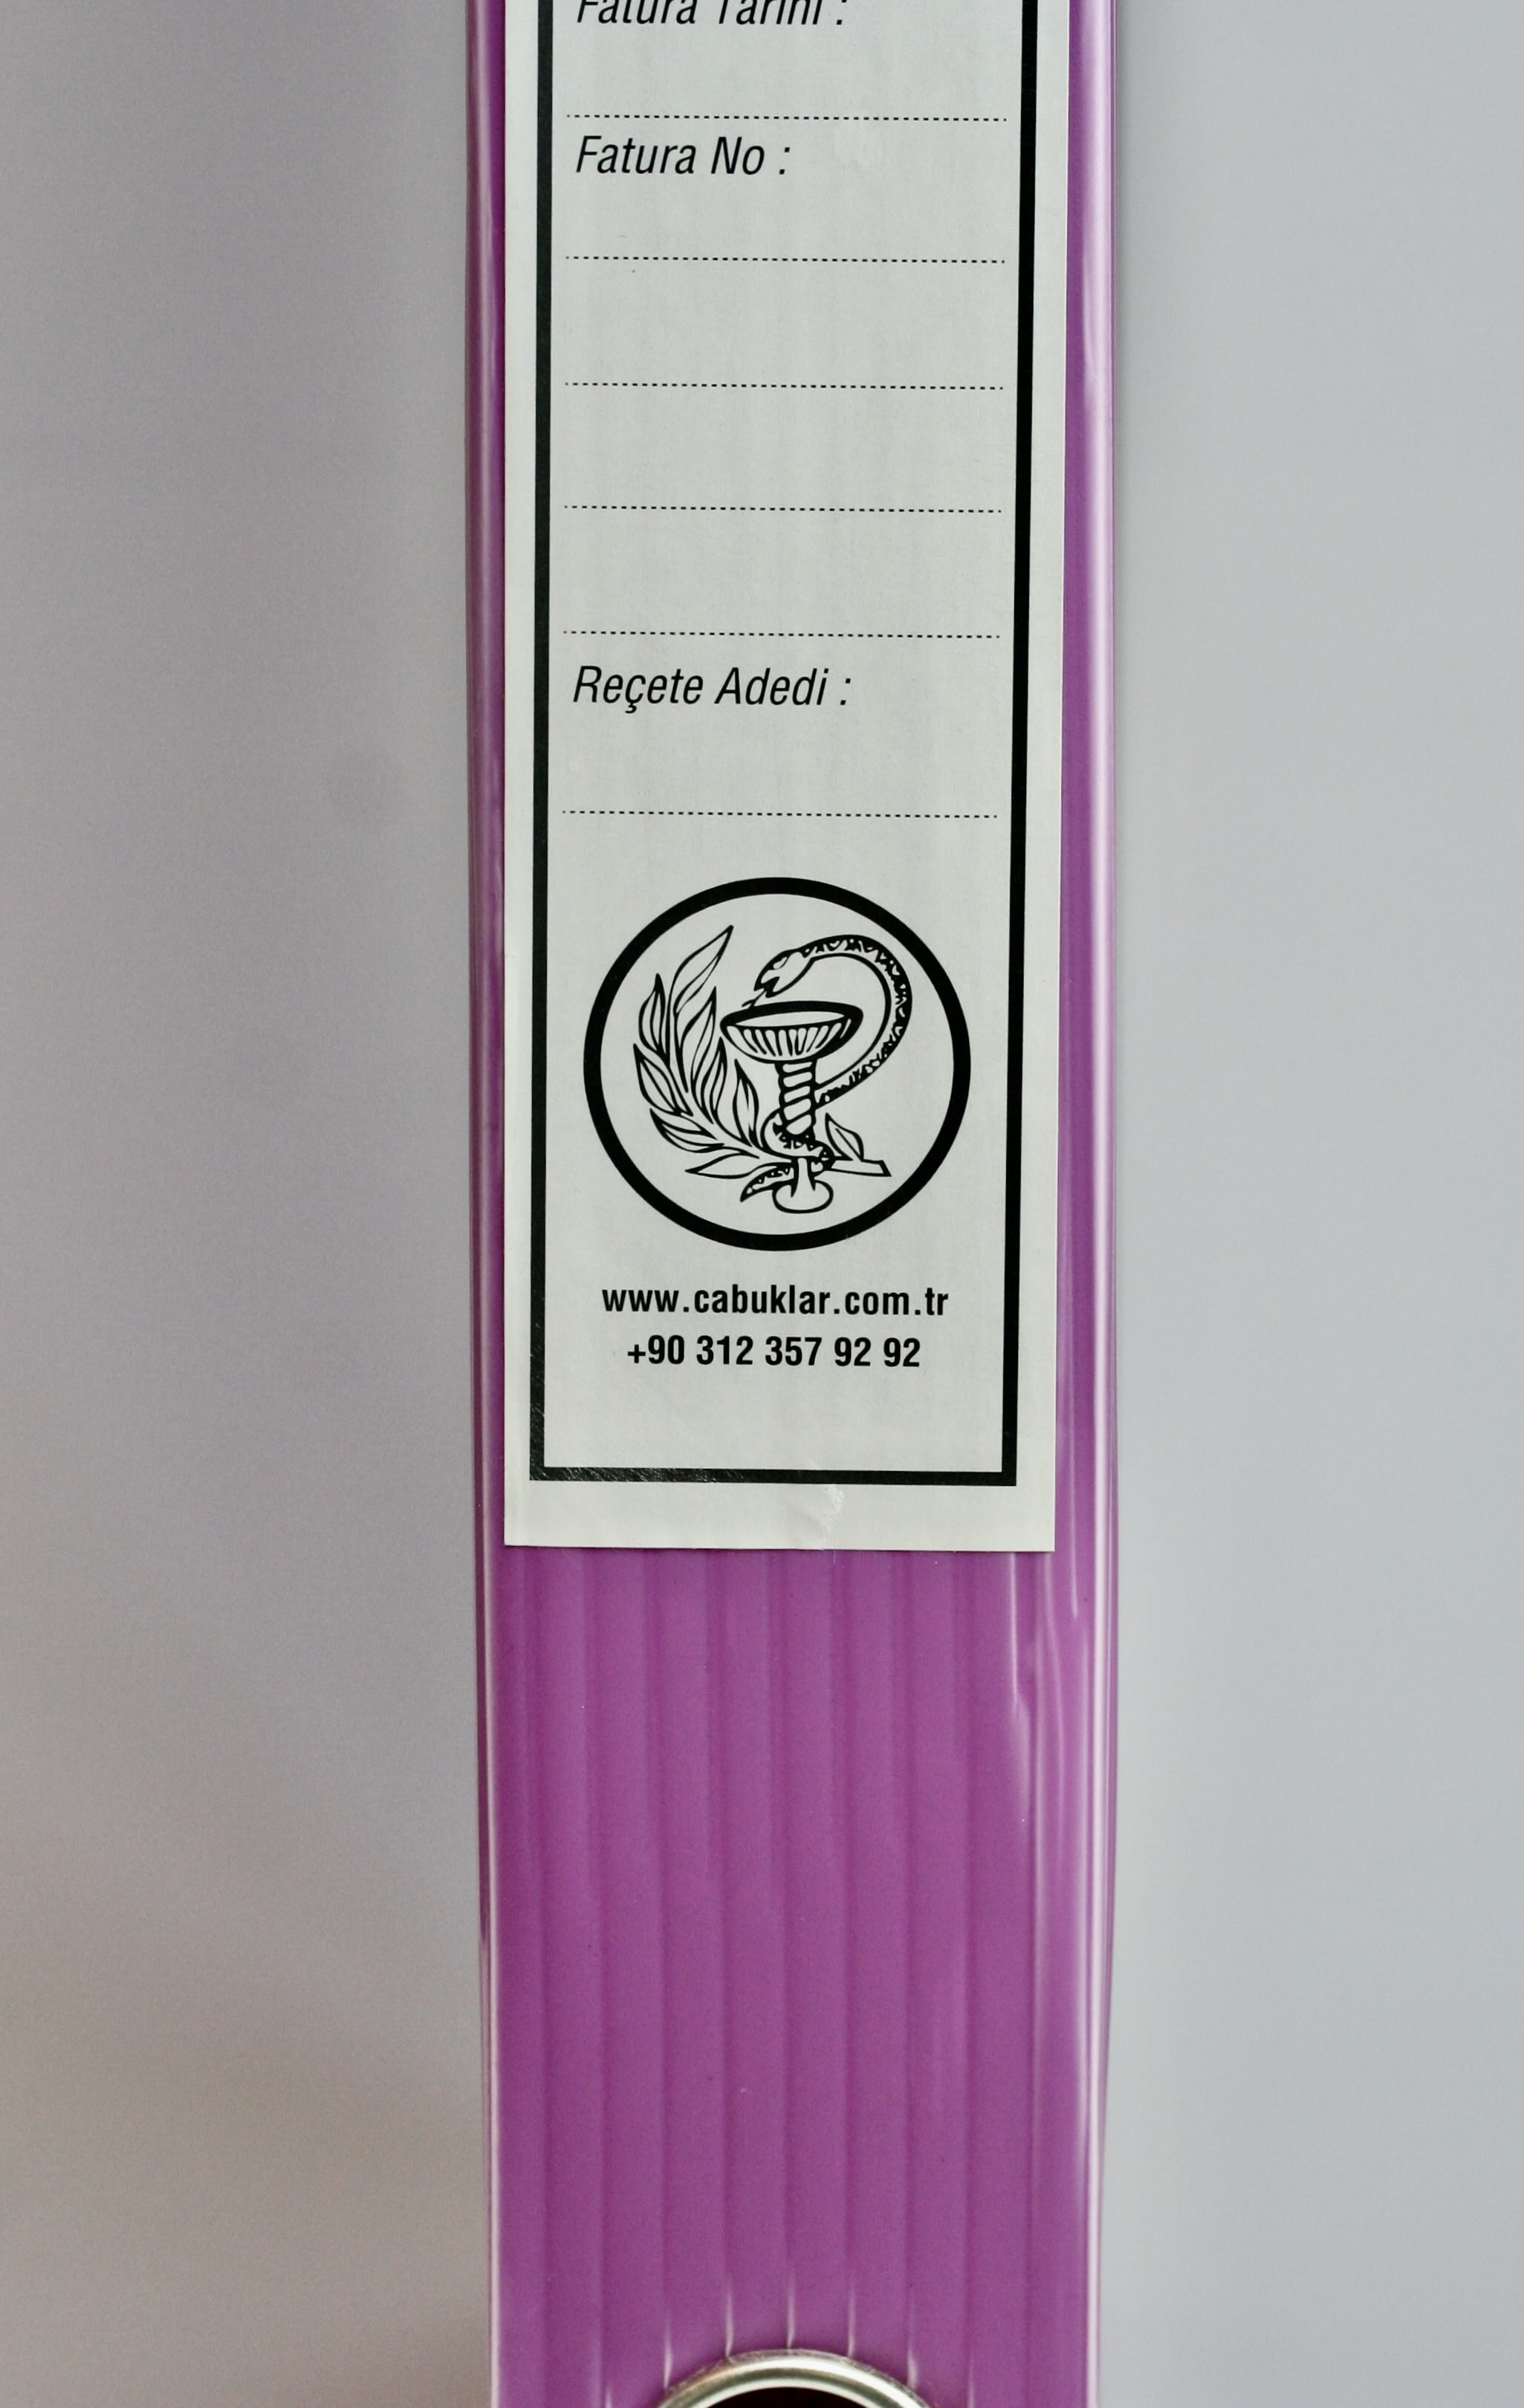 Fatura Tarihi :
Fatura No :
Reçete Adedi :
www.cabuklar.com.tr
+90 312 357 92 92